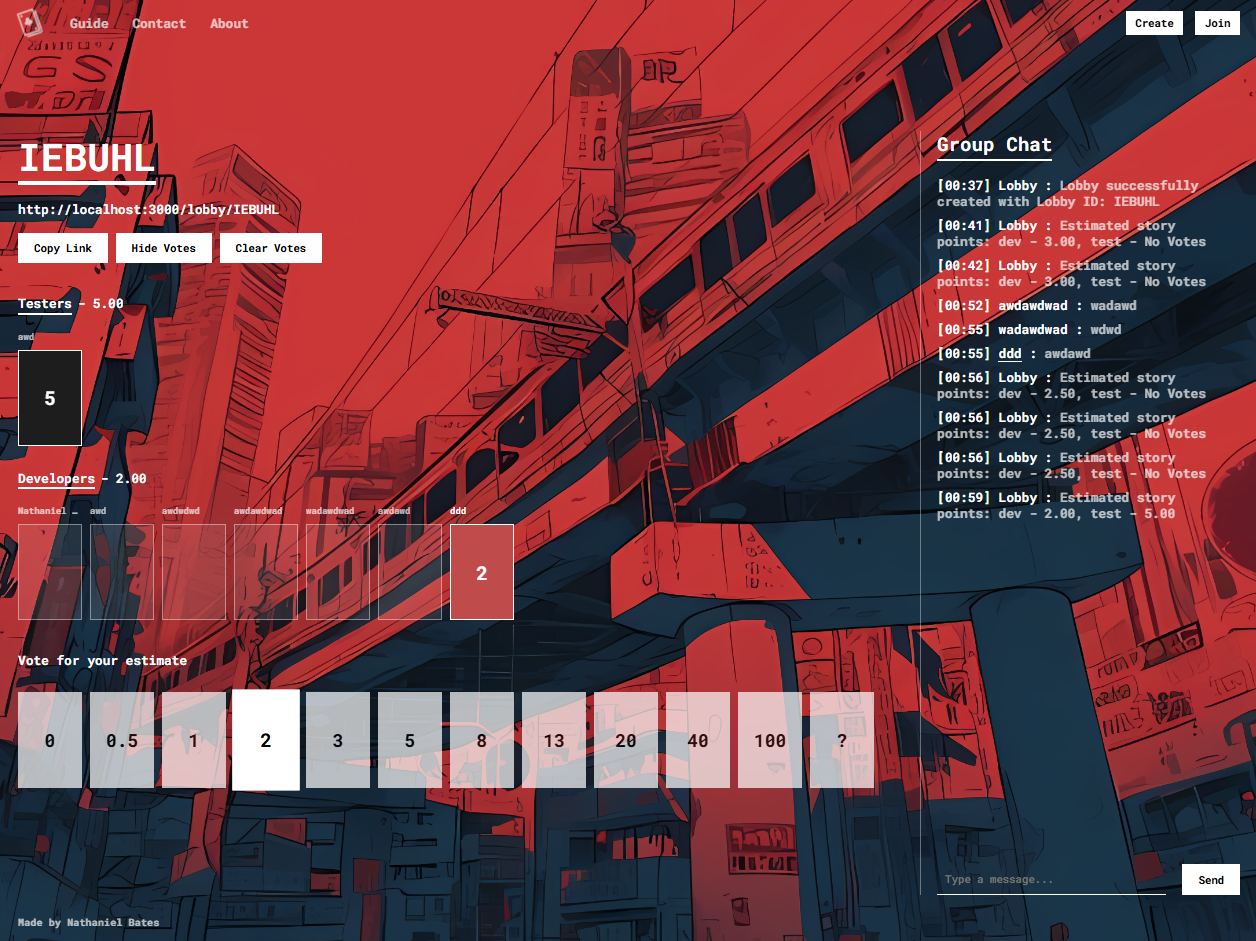 Guide Contact About
Create Join
IEBUHL
http://localhost:3000/lobby/IEBUHL
Copy Link Hide Votes Clear Votes
Testers - 5.00
awd
5
Developers - 2.00
Nathaniel … awd awdwdwd awdawdwad wadawdwad awdawd ddd
2
Vote for your estimate
0 0.5 1 2 3 5 8 13 20 40 100 ?
Made by Nathaniel Bates
Group Chat
[00:37] Lobby : Lobby successfully
created with Lobby ID: IEBUHL
[00:41] Lobby : Estimated story
points: dev - 3.00, test - No Votes
[00:42] Lobby : Estimated story
points: dev - 3.00, test - No Votes
[00:52] awdawdwad : wadawd
[00:55] wadawdwad : wdwd
[00:55] ddd : awdawd
[00:56] Lobby : Estimated story
points: dev - 2.50, test - No Votes
[00:56] Lobby : Estimated story
points: dev - 2.50, test - No Votes
[00:56] Lobby : Estimated story
points: dev - 2.50, test - No Votes
[00:59] Lobby : Estimated story
points: dev - 2.00, test - 5.00
Type a message...
Send